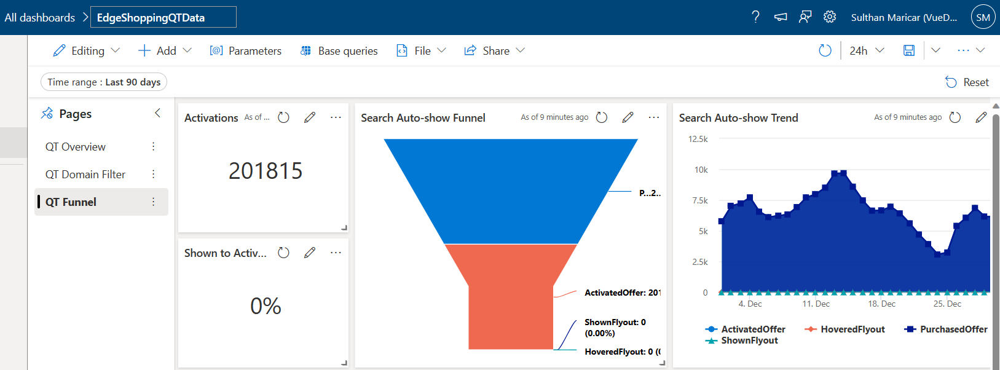 All dashboards
EdgeShoppingQTData
Sulthan Maricar (VueD...
SM
Editing
Add
Parameters
Base queries
File
Share
24h
Time range : Last 90 days
Reset
Pages
QT Overview
QT Domain Filter
QT Funnel
Activations
As of ...
201815
Shown to Activ...
0%
Search Auto-show Funnel
As of 9 minutes ago
P...2..
ActivatedOffer: 201
ShownFlyout: 0
(0.00%)
HoveredFlyout: 0 (0
Search Auto-show Trend
As of 9 minutes ago
12.5k
10k
7.5k
5k
2.5k
0
4. Dec
11. Dec
18. Dec
25. Dec
ActivatedOffer
HoveredFlyout
PurchasedOffer
ShownFlyout